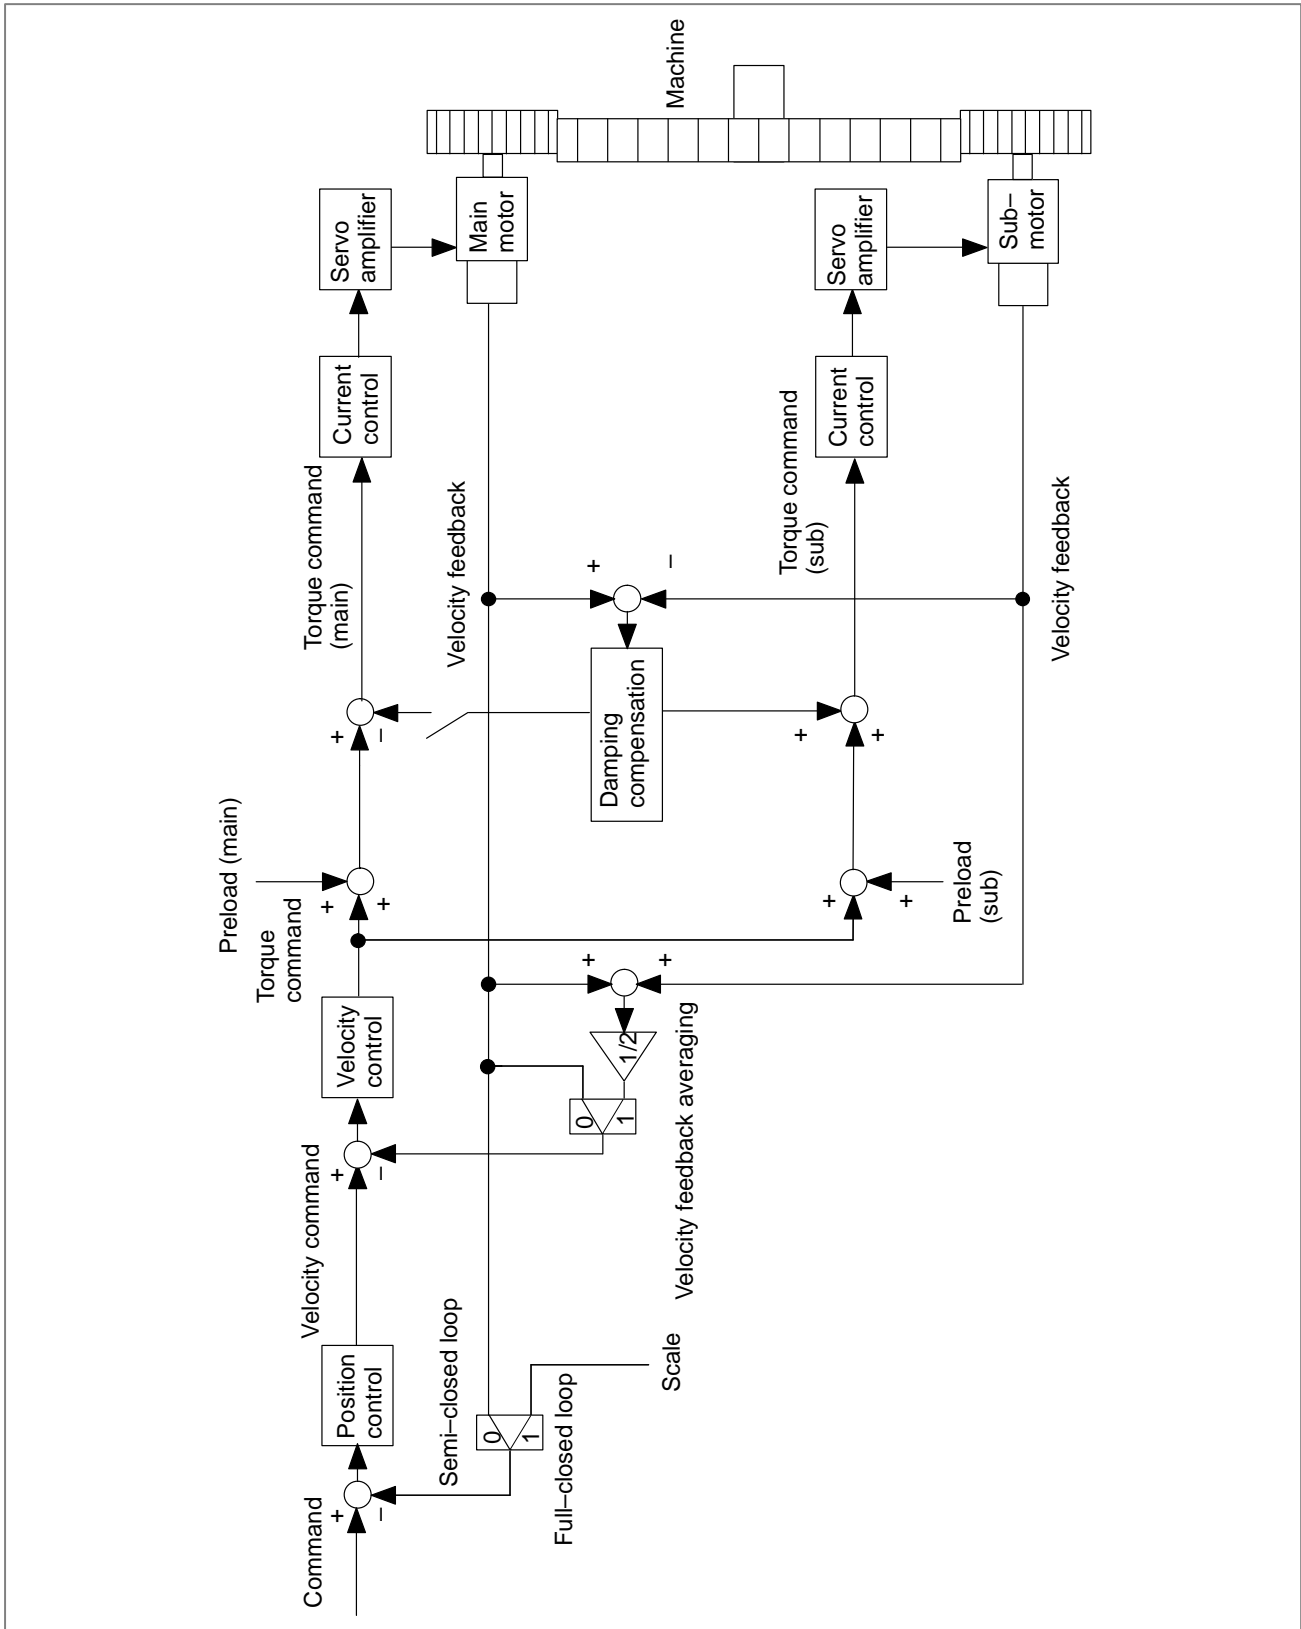 Command
+
−
Position
control
Semi−closed loop
0
1
Full−closed loop
Scale
Velocity command
+
−
Velocity
control
0
1
1/2
Velocity feedback averaging
+
+
Torque
command
Preload (main)
+
+
+
+
Preload
(sub)
+
−
Damping
compensation
+
+
+
−
Torque command
(main)
Velocity feedback
Torque command
(sub)
Velocity feedback
Current
control
Current
control
Servo
amplifier
Servo
amplifier
Main
motor
Sub−
motor
Machine